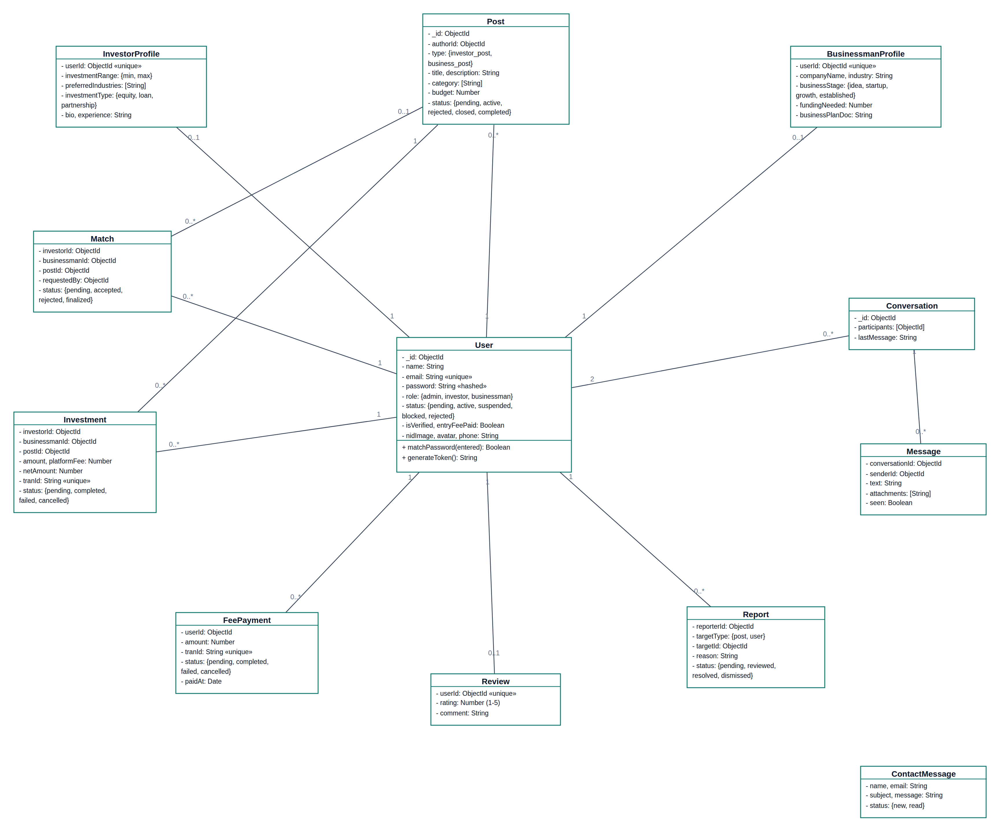 Post
- _id: ObjectId
- authorId: ObjectId
- type: {investor_post,
business_post}
- title, description: String
- category: [String]
- budget: Number
- status: {pending, active,
rejected, closed, completed}
InvestorProfile
- userId: ObjectId «unique»
- investmentRange: {min, max}
- preferredIndustries: [String]
- investmentType: {equity, loan,
partnership}
- bio, experience: String
BusinessmanProfile
- userId: ObjectId «unique»
- companyName, industry: String
- businessStage: {idea, startup,
growth, established}
- fundingNeeded: Number
- businessPlanDoc: String
0..1
1
0..*
0..1
0..1
0..*
Match
- investorId: ObjectId
- businessmanId: ObjectId
- postId: ObjectId
- requestedBy: ObjectId
- status: {pending, accepted,
rejected, finalized}
0..*
1
1
1
1
Conversation
- _id: ObjectId
- participants: [ObjectId]
- lastMessage: String
0..*
1
2
User
- _id: ObjectId
- name: String
- email: String «unique»
- password: String «hashed»
- role: {admin, investor, businessman}
- status: {pending, active, suspended,
blocked, rejected}
- isVerified, entryFeePaid: Boolean
- nidImage, avatar, phone: String
+ matchPassword(entered): Boolean
+ generateToken(): String
0..*
1
0..*
Investment
- investorId: ObjectId
- businessmanId: ObjectId
- postId: ObjectId
- amount, platformFee: Number
- netAmount: Number
- tranId: String «unique»
- status: {pending, completed,
failed, cancelled}
0..*
Message
- conversationId: ObjectId
- senderId: ObjectId
- text: String
- attachments: [String]
- seen: Boolean
1
1
1
0..*
0..*
0..1
FeePayment
- userId: ObjectId
- amount: Number
- tranId: String «unique»
- status: {pending, completed,
failed, cancelled}
- paidAt: Date
Report
- reporterId: ObjectId
- targetType: {post, user}
- targetId: ObjectId
- reason: String
- status: {pending, reviewed,
resolved, dismissed}
Review
- userId: ObjectId «unique»
- rating: Number (1-5)
- comment: String
ContactMessage
- name, email: String
- subject, message: String
- status: {new, read}